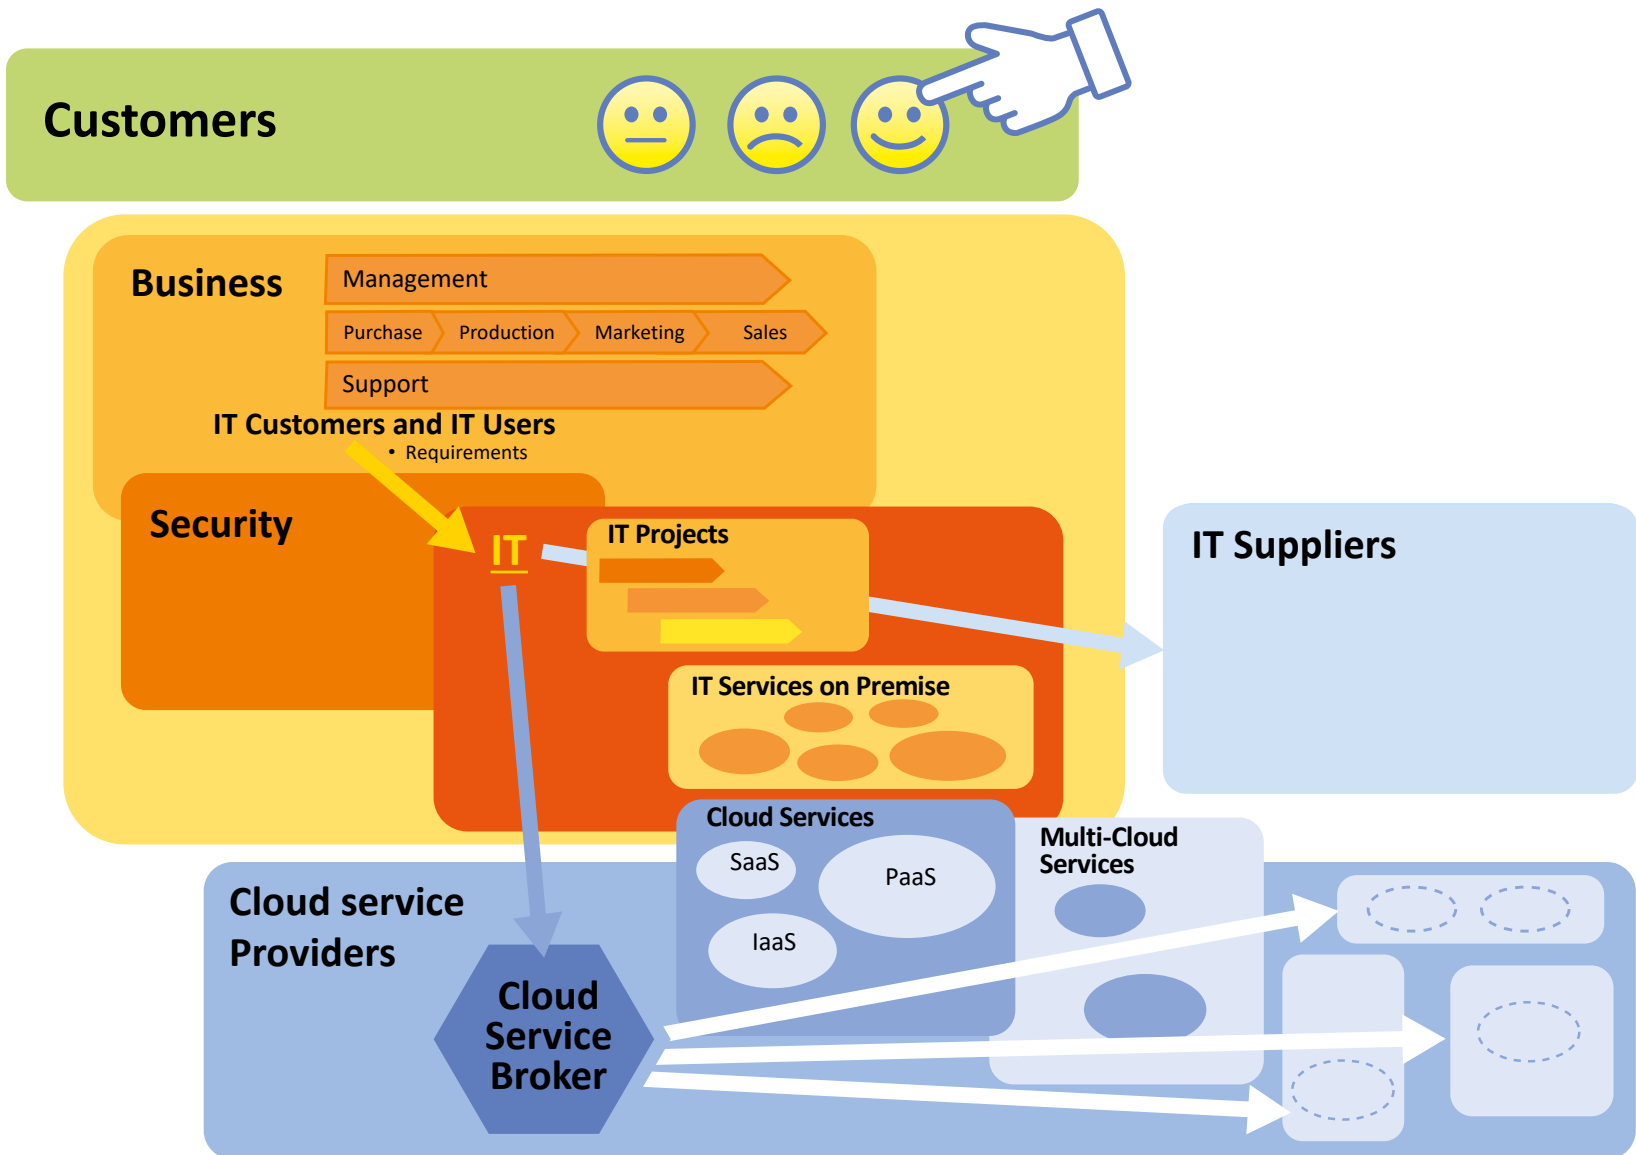 Customers
Business
Management
Purchase
Production
Marketing
Sales
Support
IT Customers and IT Users
• Requirements
Security
IT
IT Projects
IT Suppliers
IT Services on Premise
Cloud Services
SaaS
PaaS
IaaS
Multi-Cloud
Services
Cloud service
Providers
Cloud
Service
Broker